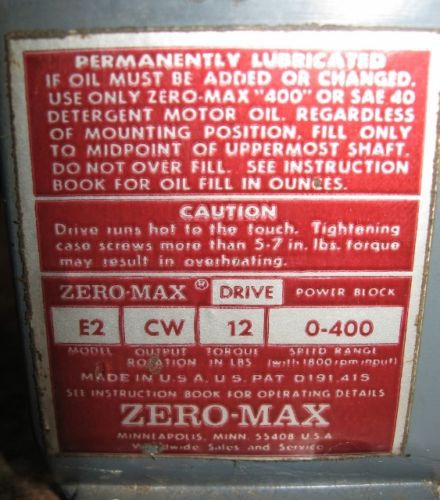 PERMANENTLY LUBRICATED
IF OIL MUST BE ADDED OR CHANGED,
USE ONLY ZERO-MAX "400" OR SAE 40
DETERGENT MOTOR OIL. REGARDLESS
OF MOUNTING POSITION, FILL ONLY
TO MIDPOINT OF UPPERMOST SHAFT.
DO NOT OVER FILL. SEE INSTRUCTION
BOOK FOR OIL FILL IN OUNCES.
CAUTION
Drive runs hot to the touch. Tightening
case screws more than 5-7 in. lbs. torque
may result in overheating.
ZERO-MAX® DRIVE POWER BLOCK
E2 CW 12 0-400
MODEL OUTPUT ROTATION TORQUE IN LBS SPEED RANGE (with 1800 rpm input)
MADE IN U.S.A. U.S. PAT D191,415
SEE INSTRUCTION BOOK FOR OPERATING DETAILS
ZERO-MAX
MINNEAPOLIS, MINN. 55408 U.S.A
Worldwide Sales and Service